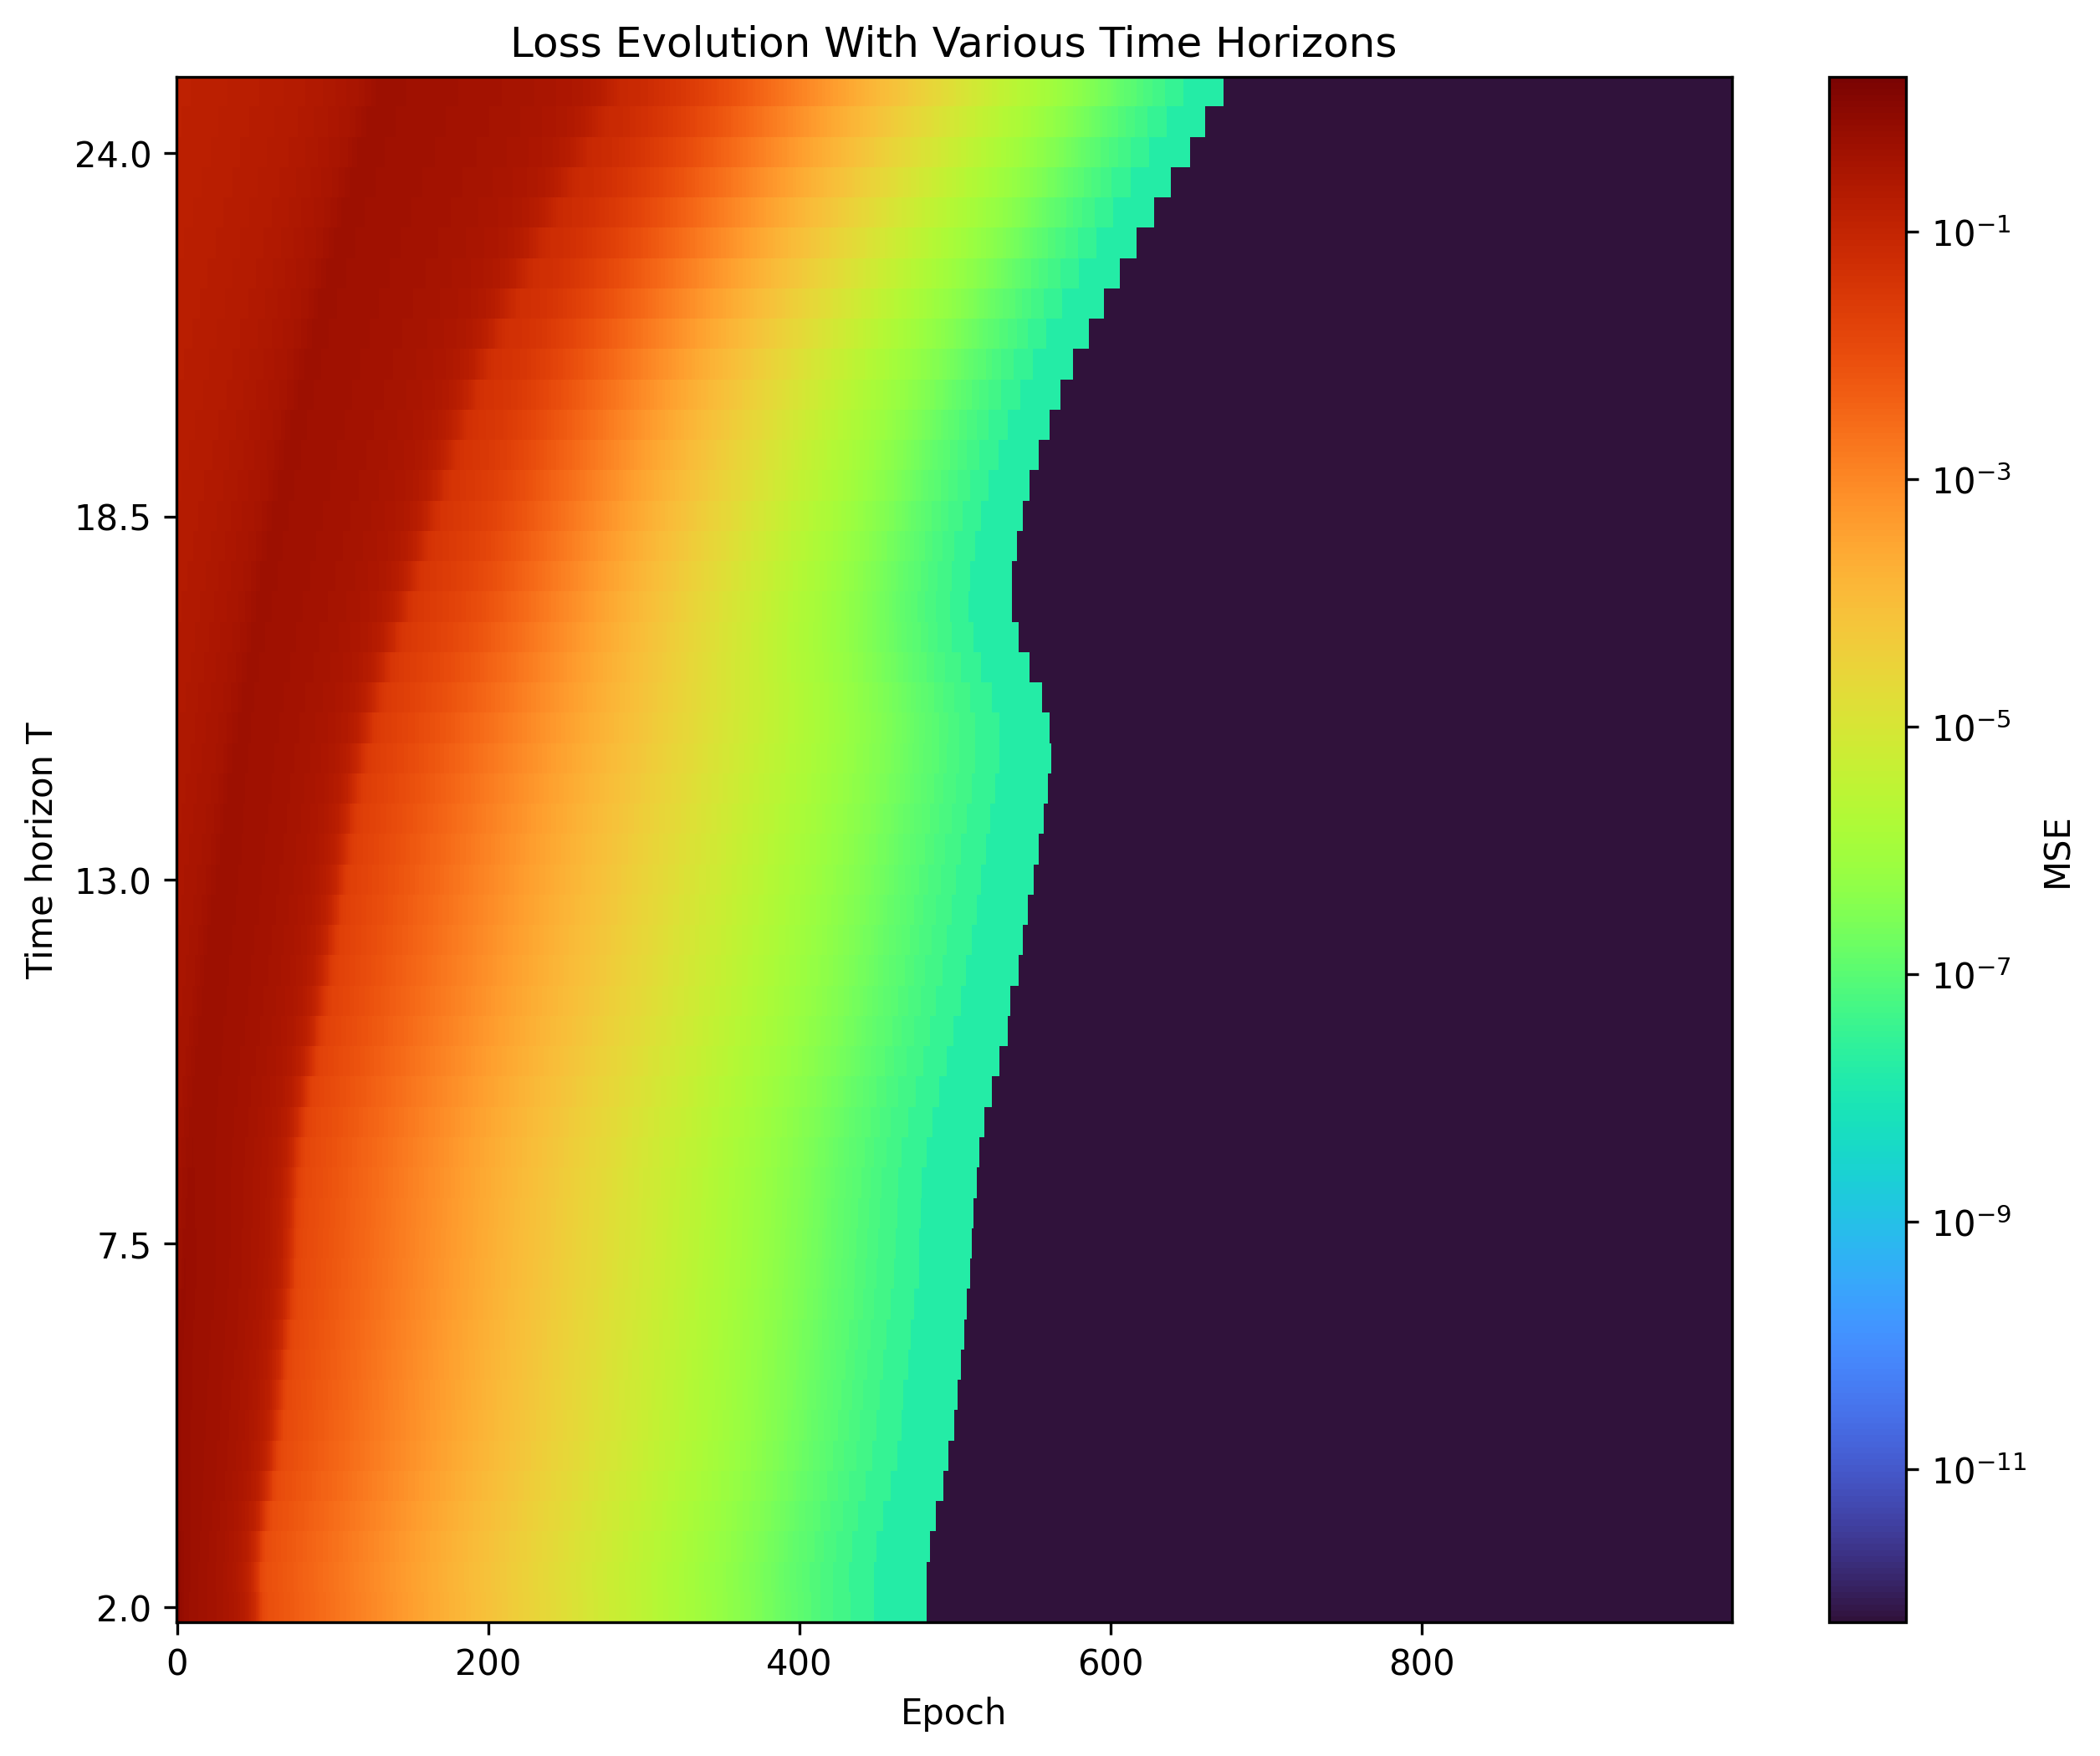 Loss Evolution With Various Time Horizons
Time horizon T
24.0
18.5
13.0
7.5
2.0
0 200 400 600 800
Epoch
10⁻¹
10⁻³
10⁻⁵
10⁻⁷
10⁻⁹
10⁻¹¹
MSE